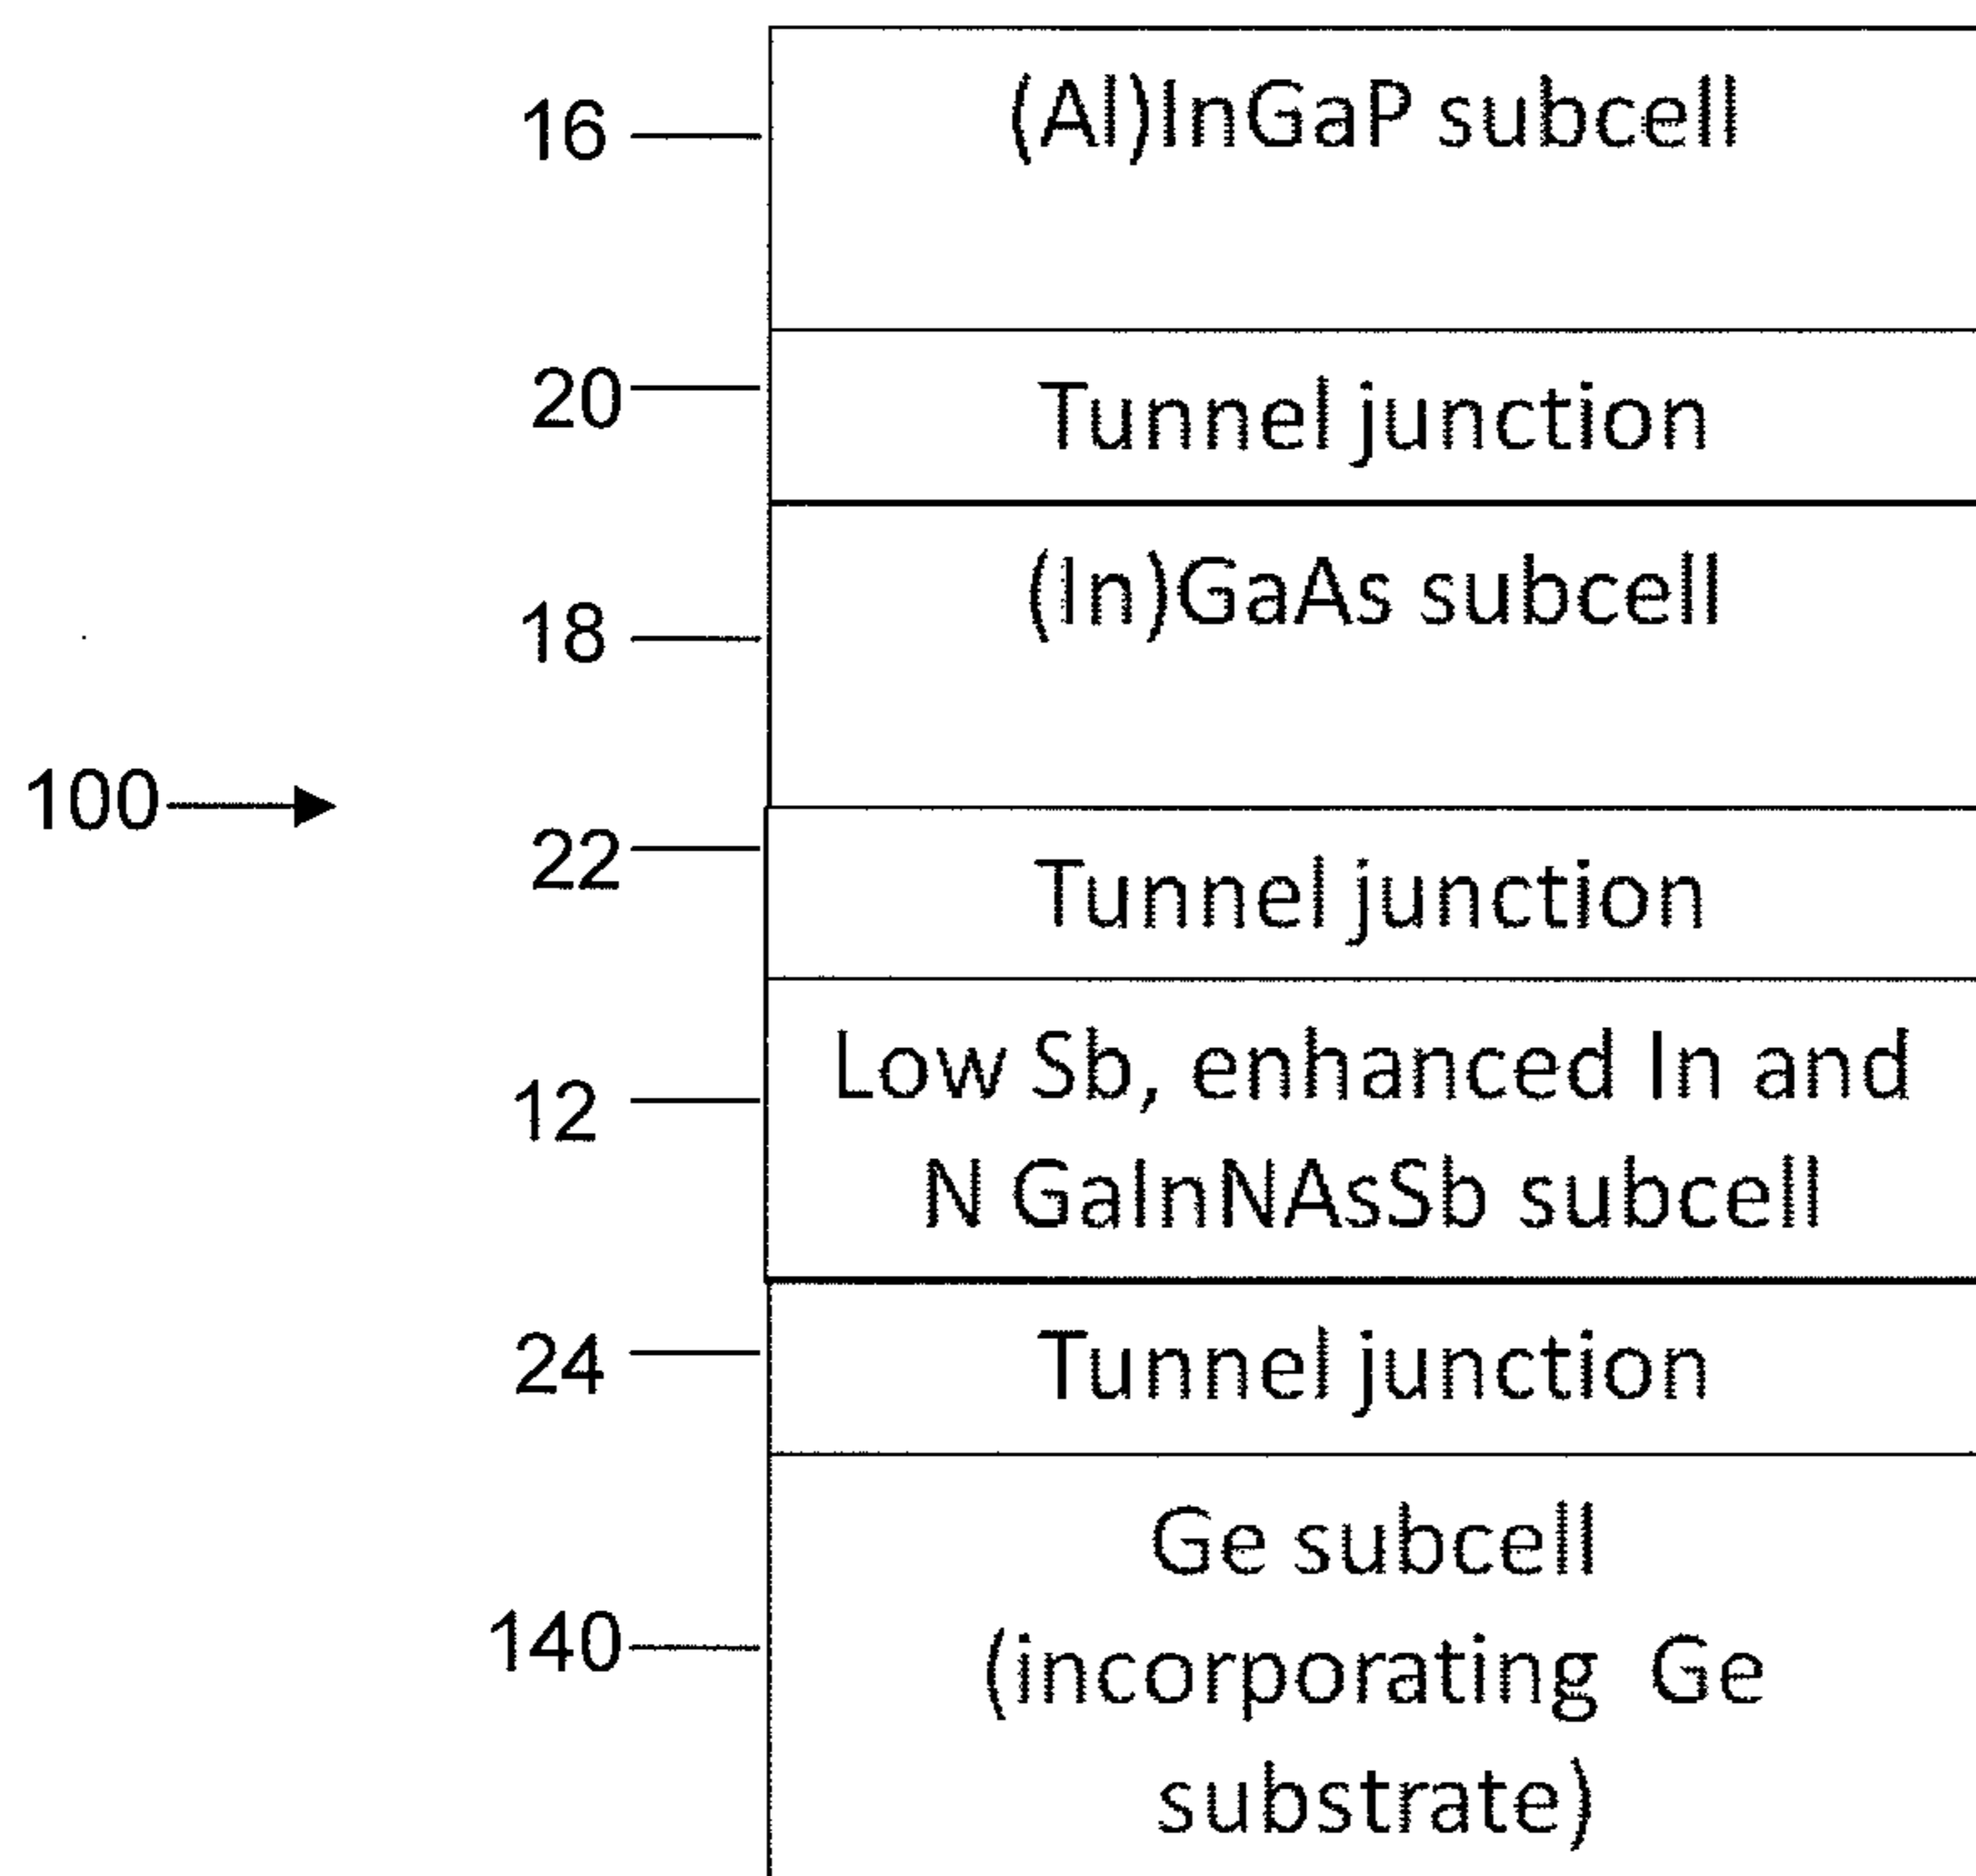 16
(Al)InGaP subcell
20
Tunnel junction
18
(In)GaAs subcell
100
22
Tunnel junction
12
Low Sb, enhanced In and
N GaInNAsSb subcell
24
Tunnel junction
140
Ge subcell
(incorporating Ge
substrate)